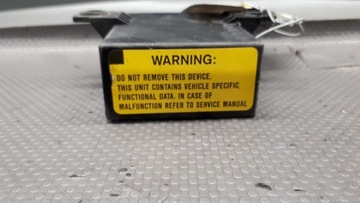 WARNING:
DO NOT REMOVE THIS DEVICE.
THIS UNIT CONTAINS VEHICLE SPECIFIC,
FUNCTIONAL DATA. IN CASE OF
MALFUNCTION REFER TO SERVICE MANUAL